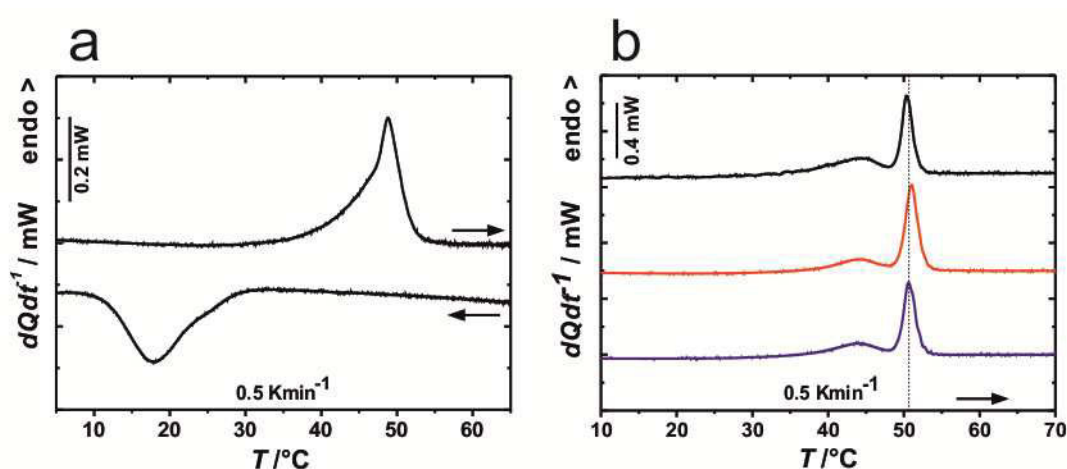 a
dQdt⁻¹ / mW endo >
0.2 mW
0.5 Kmin⁻¹
10 20 30 40 50 60
T /°C
b
dQdt⁻¹ / mW endo >
0.4 mW
0.5 Kmin⁻¹
10 20 30 40 50 60 70
T /°C